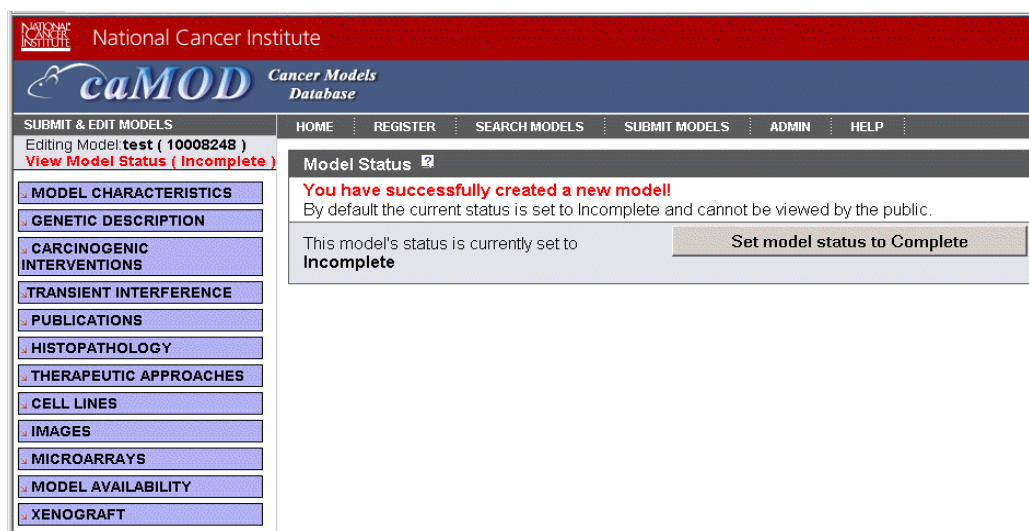 NATIONAL
CANCER
INSTITUTE
National Cancer Institute
caMOD
Cancer Models
Database
SUBMIT & EDIT MODELS
Editing Model:test ( 10008248 )
View Model Status ( Incomplete )
MODEL CHARACTERISTICS
GENETIC DESCRIPTION
CARCINOGENIC
INTERVENTIONS
TRANSIENT INTERFERENCE
PUBLICATIONS
HISTOPATHOLOGY
THERAPEUTIC APPROACHES
CELL LINES
IMAGES
MICROARRAYS
MODEL AVAILABILITY
XENOGRAFT
HOME REGISTER SEARCH MODELS SUBMIT MODELS ADMIN HELP
Model Status ?
You have successfully created a new model!
By default the current status is set to Incomplete and cannot be viewed by the public.
This model's status is currently set to
Incomplete
Set model status to Complete